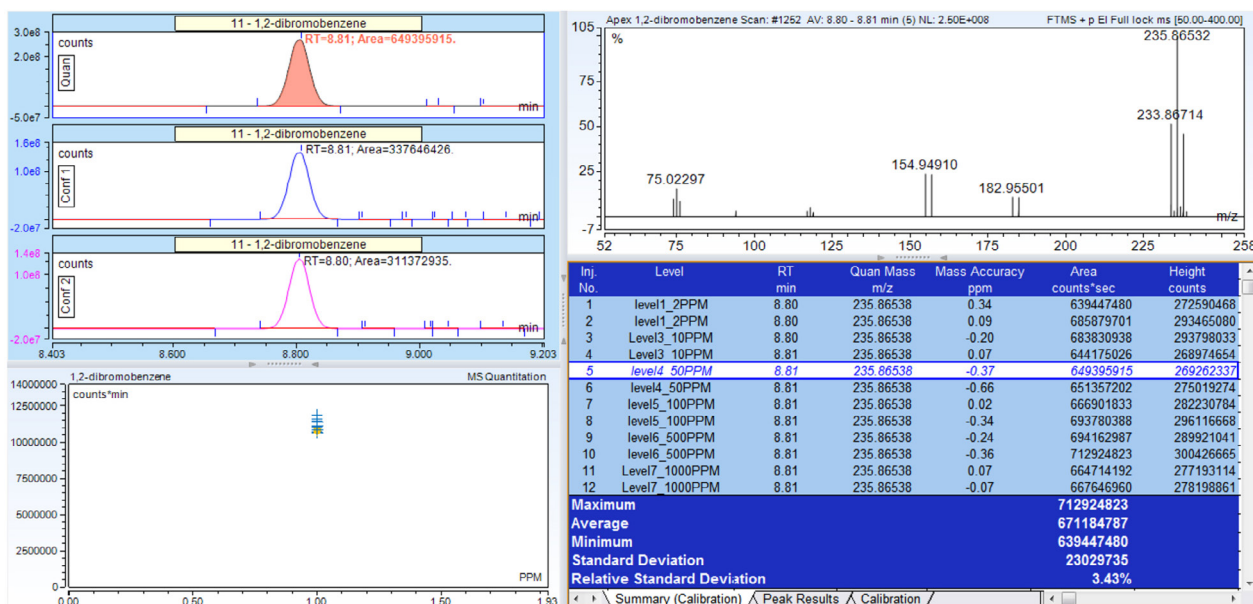 11 - 1,2-dibromobenzene
3.0e8
counts
RT=8.81; Area=649395915.
2.0e8
Quan
min
-5.0e7
11 - 1,2-dibromobenzene
1.6e8
counts
RT=8.81; Area=337646426.
1.0e8
Conf 1
min
-2.0e7
11 - 1,2-dibromobenzene
1.4e8
counts
RT=8.80; Area=311372935.
1.0e8
Conf 2
min
-2.0e7
8.403 8.600 8.800 9.000 9.203
1,2-dibromobenzene MS Quantitation
14000000
counts*min
12500000
10000000
7500000
5000000
2500000
0
PPM
0.00 0.50 1.00 1.50 1.93
Apex 1,2-dibromobenzene Scan: #1252 AV: 8.80 - 8.81 min (5) NL: 2.50E+008 FTMS + p EI Full lock ms [50.00-400.00]
105
%
235.86532
75
50
233.86714
25
154.94910
75.02297
182.95501
m/z
-7
52 75 100 125 150 175 200 225 258
Inj. Level RT Quan Mass Mass Accuracy Area Height
No. min m/z ppm counts*sec counts
1 level1_2PPM 8.80 235.86538 0.34 639447480 272590468
2 level1_2PPM 8.80 235.86538 0.09 685879701 293465080
3 Level3_10PPM 8.80 235.86538 -0.20 683830938 293798033
4 Level3_10PPM 8.81 235.86538 0.07 644175026 268974654
5 level4_50PPM 8.81 235.86538 -0.37 649395915 269262337
6 level4_50PPM 8.81 235.86538 -0.66 651357202 275019274
7 level5_100PPM 8.81 235.86538 0.02 666901833 282230784
8 level5_100PPM 8.81 235.86538 -0.34 693780388 296116668
9 level6_500PPM 8.81 235.86538 -0.24 694162987 289921041
10 level6_500PPM 8.81 235.86538 -0.36 712924823 300426665
11 Level7_1000PPM 8.81 235.86538 0.07 664714192 277193114
12 Level7_1000PPM 8.81 235.86538 -0.07 667646960 278198861
Maximum 712924823
Average 671184787
Minimum 639447480
Standard Deviation 23029735
Relative Standard Deviation 3.43%
Summary (Calibration) Peak Results Calibration